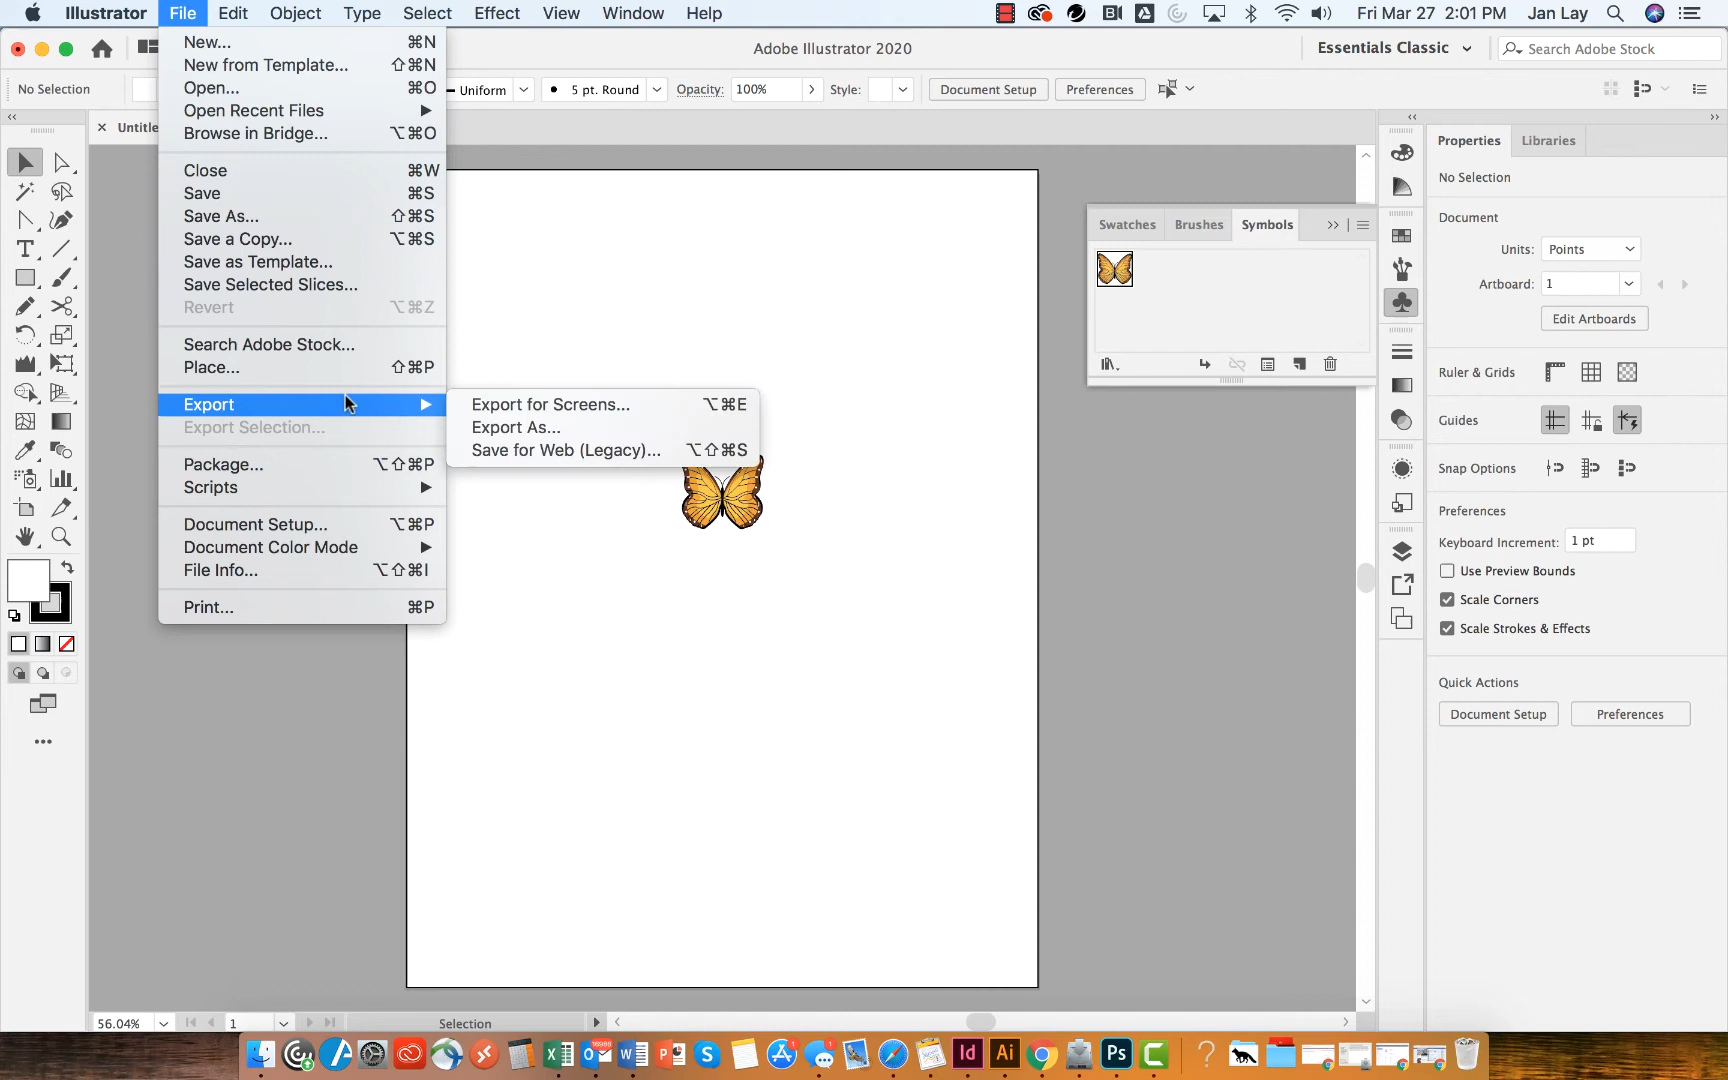 Illustrator File Edit Object Type Select Effect View Window Help Fri Mar 27 2:01 PM Jan Lay
Adobe Illustrator 2020 Essentials Classic Search Adobe Stock
No Selection Uniform 5 pt. Round Opacity: 100% Style: Document Setup Preferences
Untitle
New... ⌘N
New from Template... ⇧⌘N
Open... ⌘O
Open Recent Files
Browse in Bridge... ⌥⌘O
Close ⌘W
Save ⌘S
Save As... ⇧⌘S
Save a Copy... ⌥⌘S
Save as Template...
Save Selected Slices...
Revert ⌥⌘Z
Search Adobe Stock...
Place... ⇧⌘P
Export
Export Selection...
Package... ⌥⇧⌘P
Scripts
Document Setup... ⌥⌘P
Document Color Mode
File Info... ⌥⇧⌘I
Print... ⌘P
Export for Screens... ⌥⌘E
Export As...
Save for Web (Legacy)... ⌥⇧⌘S
Swatches Brushes Symbols
Properties Libraries
No Selection
Document
Units: Points
Artboard: 1
Edit Artboards
Ruler & Grids
Guides
Snap Options
Preferences
Keyboard Increment: 1 pt
Use Preview Bounds
Scale Corners
Scale Strokes & Effects
Quick Actions
Document Setup Preferences
56.04% 1 Selection
Id Ai Ps